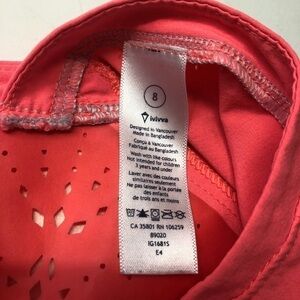 8
ivivva
Designed in Vancouver
Made in Bangladesh
Conçu à Vancouver
Fabriqué au Bangladesh
Wash with like colours
Not intended for children
3 years and under
Laver avec des couleurs
similaires seulement
Ne pas laisser à la portée
des enfants
de trois ans et moins
CA 35801 RN 106259
89020
IG1681S
E4